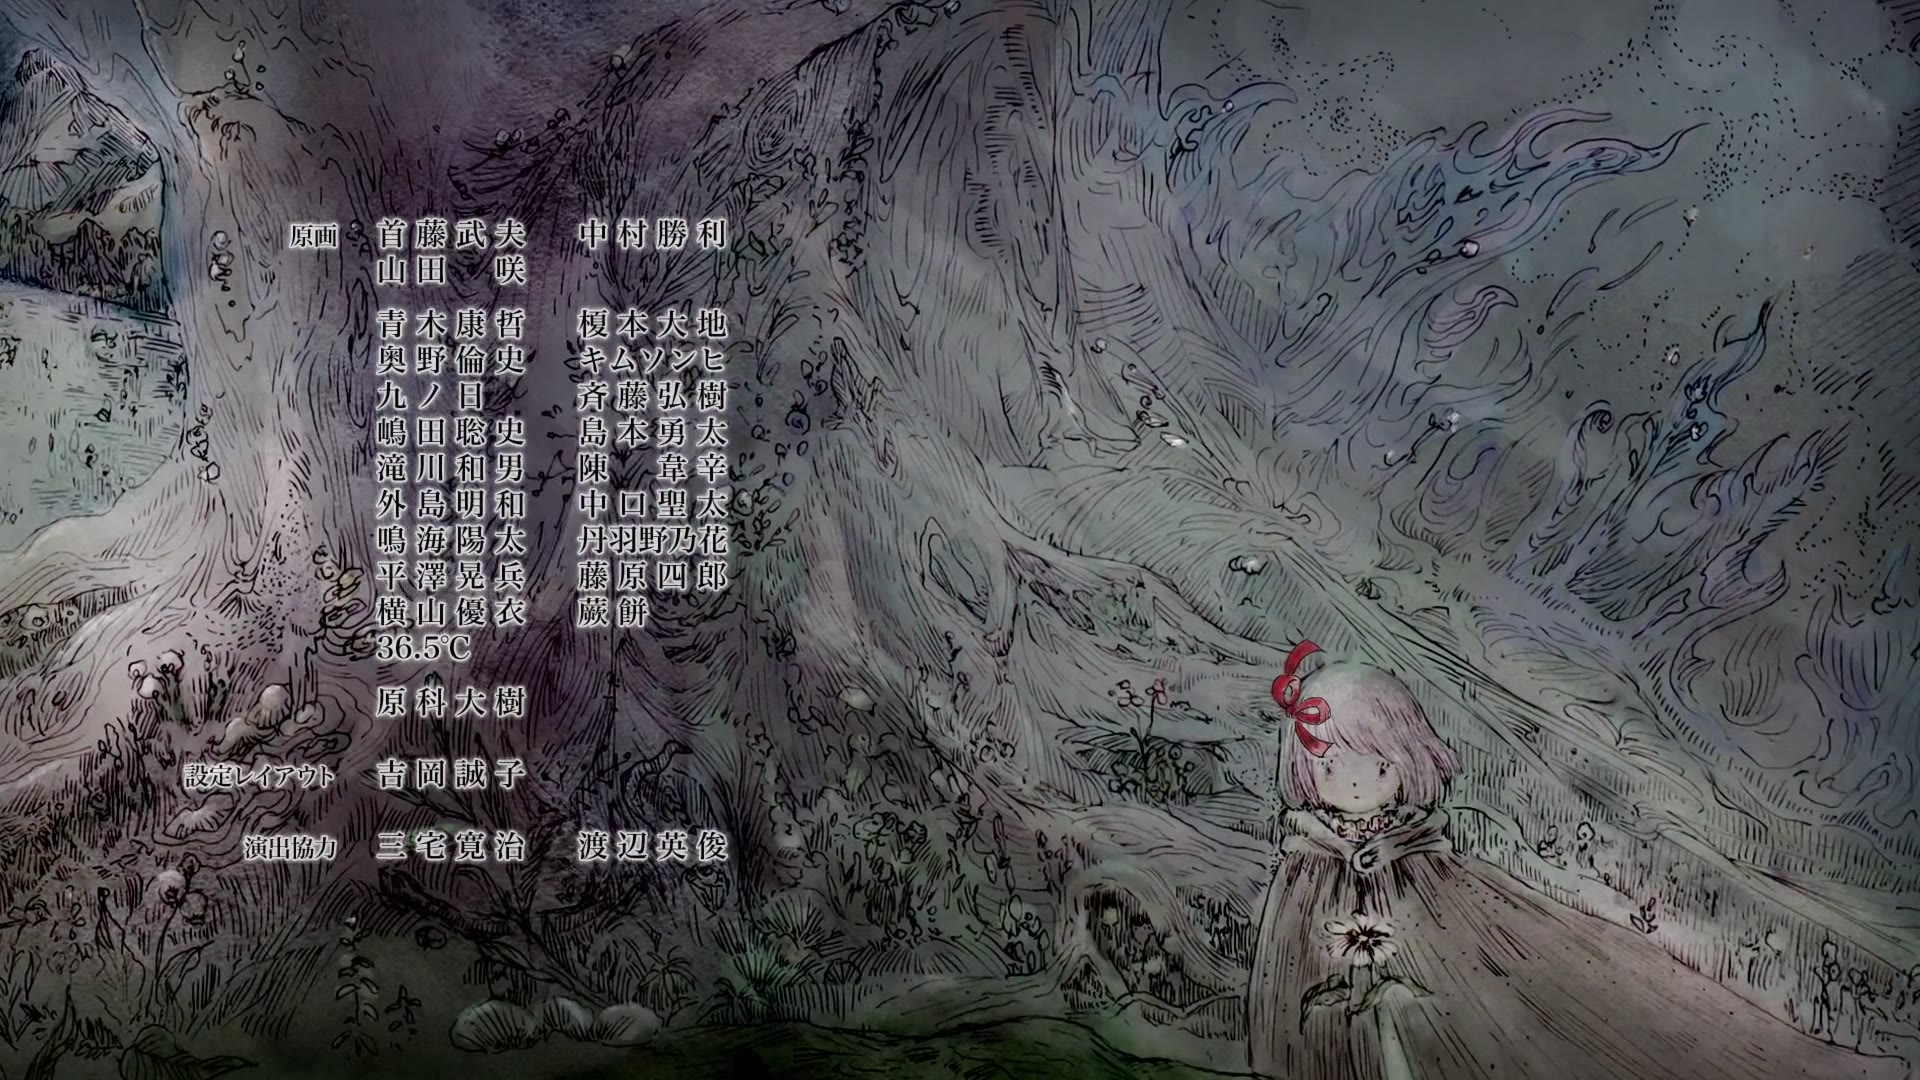 原画 首藤武夫 中村勝利
山田 咲
青木康哲 榎本大地
奥野倫史 キムソンヒ
九ノ日 斉藤弘樹
嶋田聡史 島本勇太
滝川和男 陳 韋辛
外島明和 中口聖太
鳴海陽太 丹羽野乃花
平澤晃兵 藤原四郎
横山優衣 蕨餅
36.5℃
原科大樹
設定レイアウト 吉岡誠子
演出協力 三宅寛治 渡辺英俊